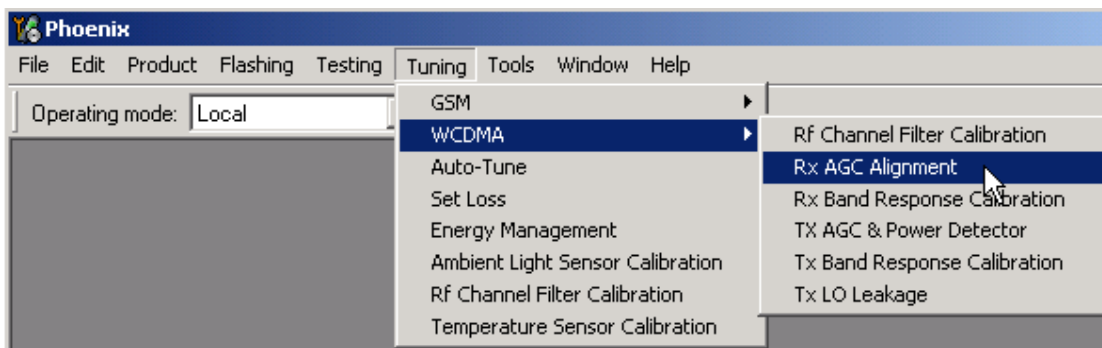 Phoenix
File Edit Product Flashing Testing Tuning Tools Window Help
Operating mode: Local
GSM
WCDMA
Auto-Tune
Set Loss
Energy Management
Ambient Light Sensor Calibration
Rf Channel Filter Calibration
Temperature Sensor Calibration
Rf Channel Filter Calibration
Rx AGC Alignment
Rx Band Response Calibration
TX AGC & Power Detector
Tx Band Response Calibration
Tx LO Leakage